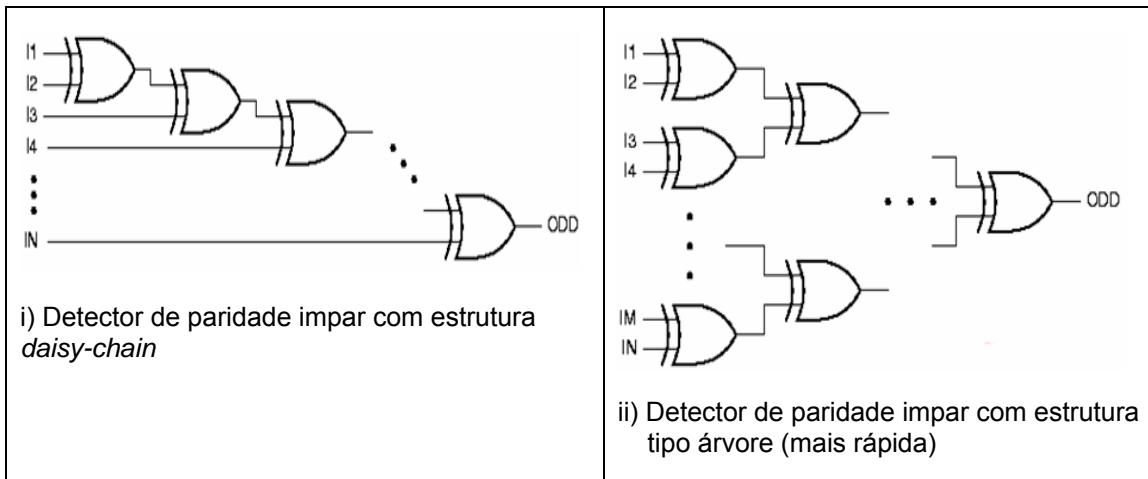 I1
I2
I3
I4
IN
ODD
i) Detector de paridade impar com estrutura
daisy-chain
I1
I2
I3
I4
IM
IN
ODD
ii) Detector de paridade impar com estrutura
tipo árvore (mais rápida)